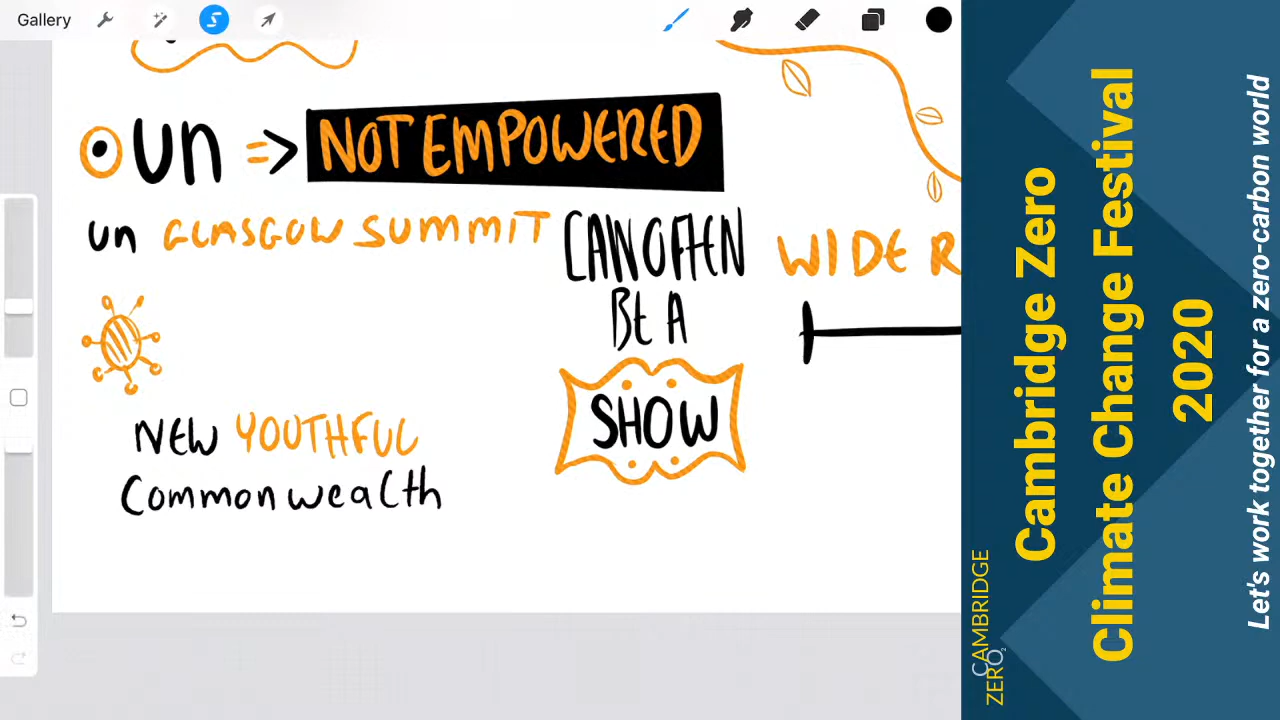 Gallery
un => NOT EMPOWERED
un GLASGOW SUMMIT
CAN OFTEN
BE A
SHOW
WIDE R
NEW YOUTHFUL
Commonwealth
Cambridge Zero
Climate Change Festival
2020
Let's work together for a zero-carbon world
CAMBRIDGE
ZERO₂